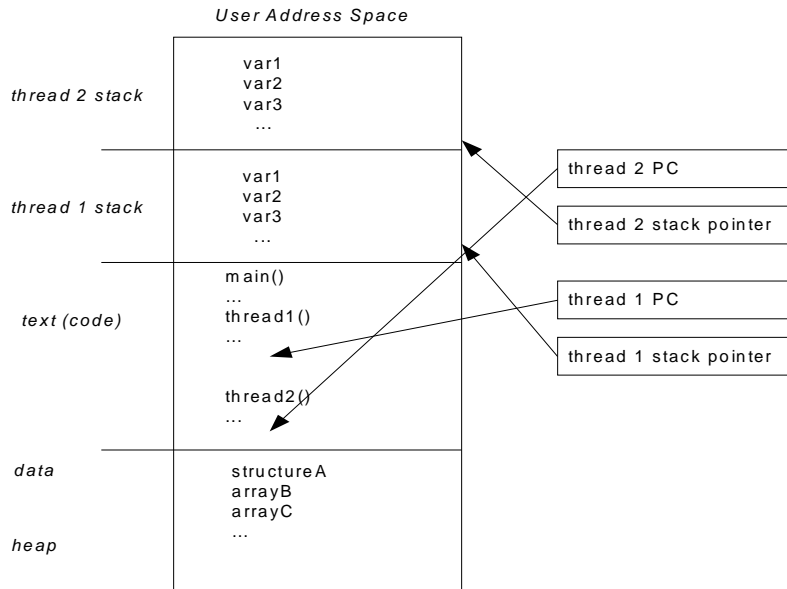 User Address Space
thread 2 stack
var1
var2
var3
...
thread 1 stack
var1
var2
var3
...
text (code)
main()
...
thread1()
...
thread2()
...
data
structureA
arrayB
arrayC
...
heap
thread 2 PC
thread 2 stack pointer
thread 1 PC
thread 1 stack pointer